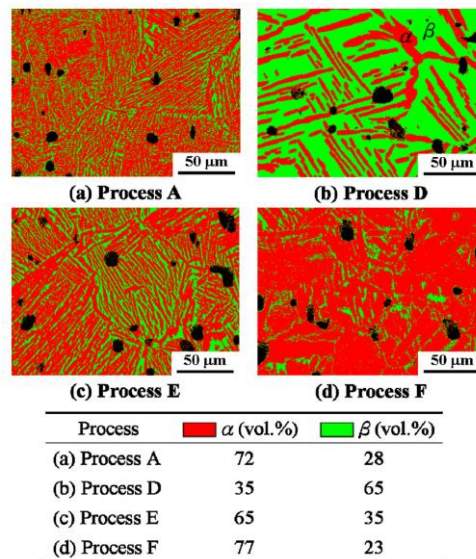 α β
50 μm 50 μm
(a) Process A (b) Process D
50 μm 50 μm
(c) Process E (d) Process F
Process α (vol.%) β (vol.%)
(a) Process A 72 28
(b) Process D 35 65
(c) Process E 65 35
(d) Process F 77 23